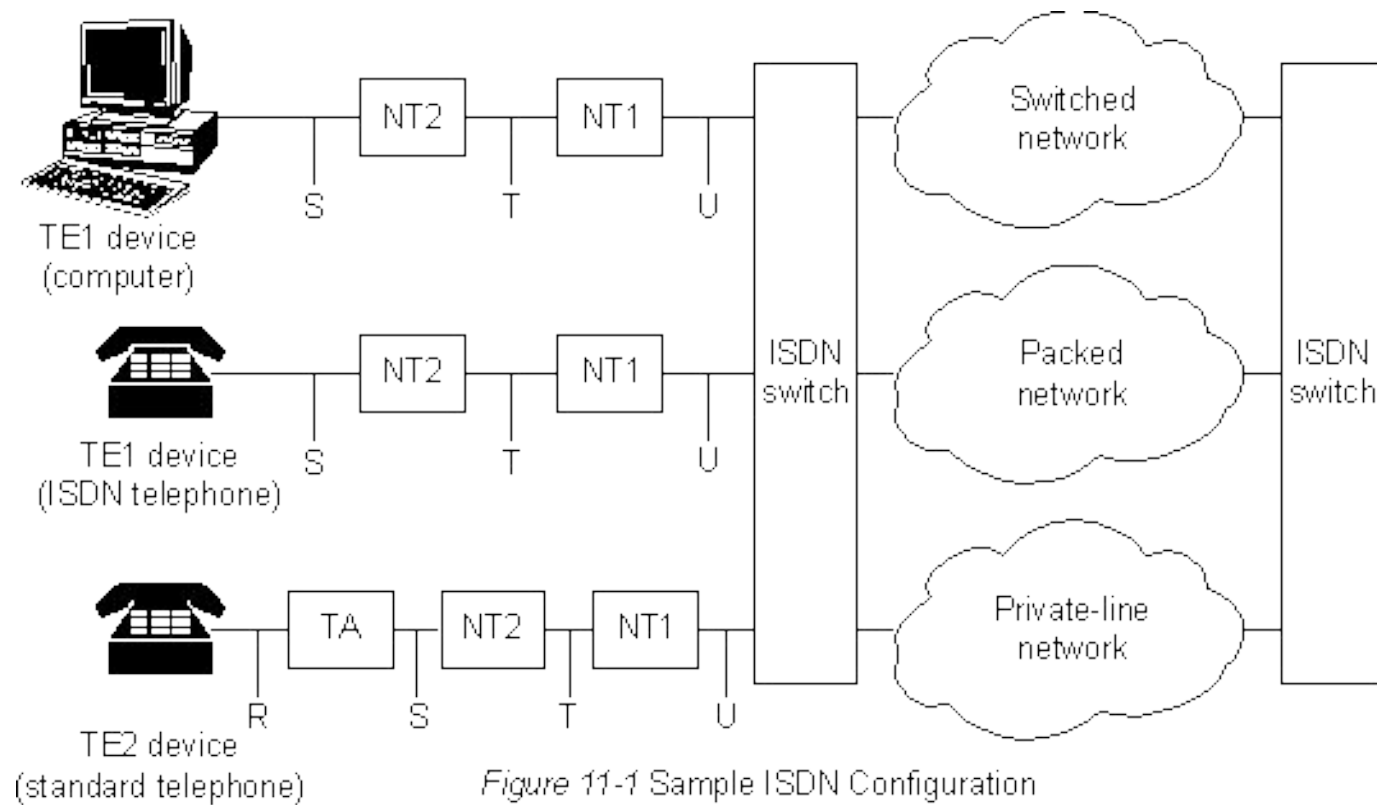 NT2
NT1
S
T
U
TE1 device
(computer)
Switched
network
NT2
NT1
S
T
U
TE1 device
(ISDN telephone)
ISDN
switch
Packed
network
ISDN
switch
TA
NT2
NT1
R
S
T
U
TE2 device
(standard telephone)
Private-line
network
Figure 11-1 Sample ISDN Configuration